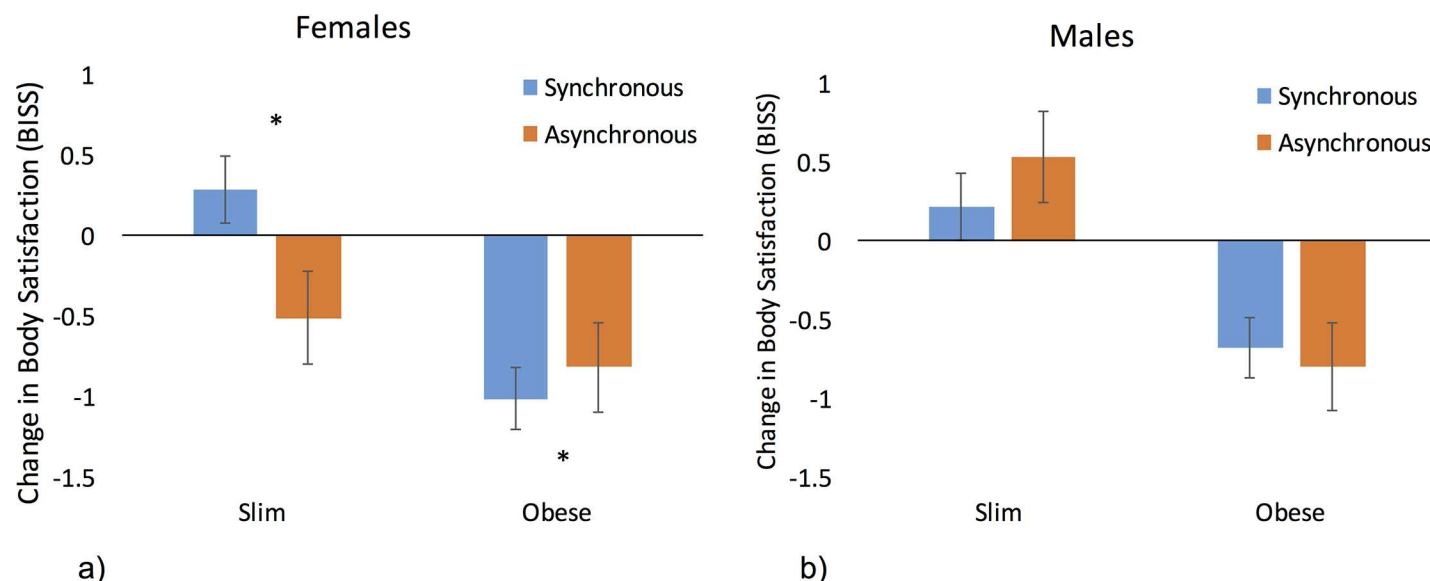 Females
Change in Body Satisfaction (BISS)
1
0.5
0
-0.5
-1
-1.5
Synchronous
Asynchronous
*
*
Slim
Obese
a)
Males
Change in Body Satisfaction (BISS)
1
0.5
0
-0.5
-1
-1.5
Synchronous
Asynchronous
Slim
Obese
b)